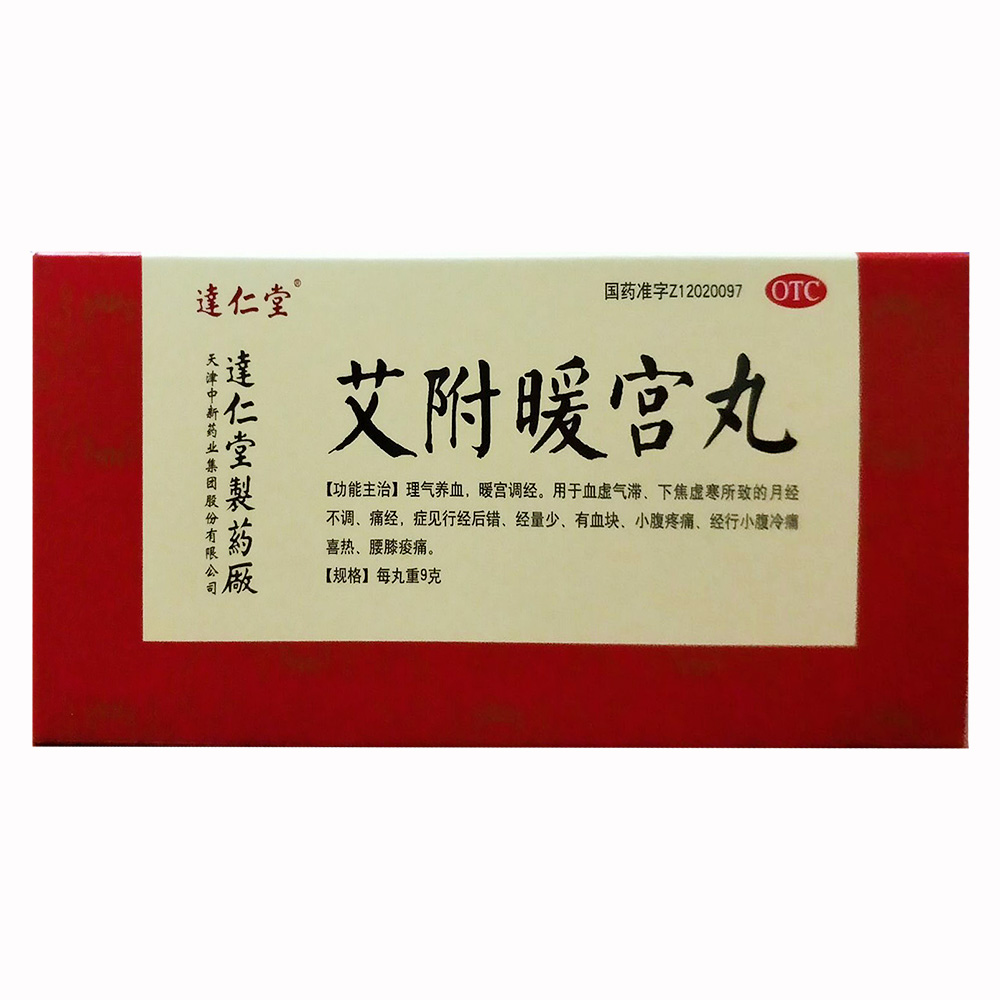 達仁堂®
国药准字Z12020097
OTC
艾附暖宫丸
達仁堂製药厰
天津中新药业集团股份有限公司
【功能主治】理气养血，暖宫调经。用于血虚气滞、下焦虚寒所致的月经
不调、痛经，症见行经后错、经量少、有血块、小腹疼痛、经行小腹冷痛
喜热、腰膝痠痛。
【规格】每丸重9克